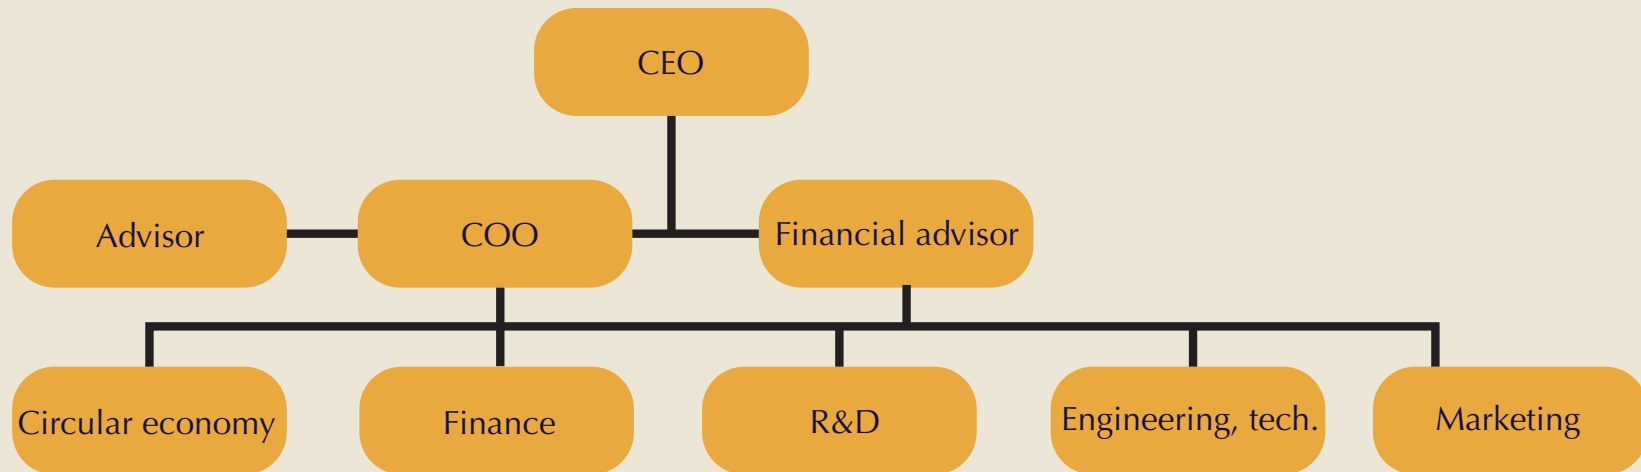 CEO
Advisor
COO
Financial advisor
Circular economy
Finance
R&D
Engineering, tech.
Marketing